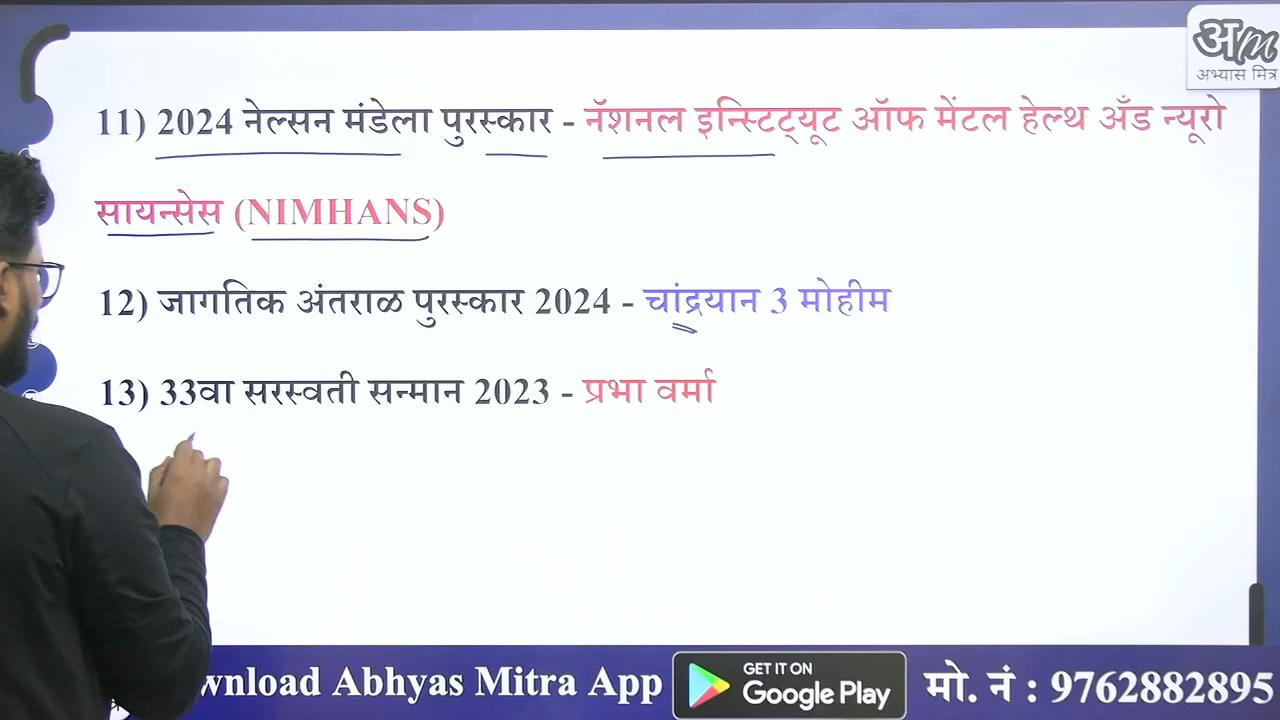 अm
अभ्यास मित्र
11) 2024 नेल्सन मंडेला पुरस्कार - नॅशनल इन्स्टिट्यूट ऑफ मेंटल हेल्थ अँड न्यूरो
सायन्सेस (NIMHANS)
12) जागतिक अंतराळ पुरस्कार 2024 - चांद्रयान 3 मोहीम
13) 33वा सरस्वती सन्मान 2023 - प्रभा वर्मा
wnload Abhyas Mitra App
GET IT ON
Google Play
मो. नं : 9762882895